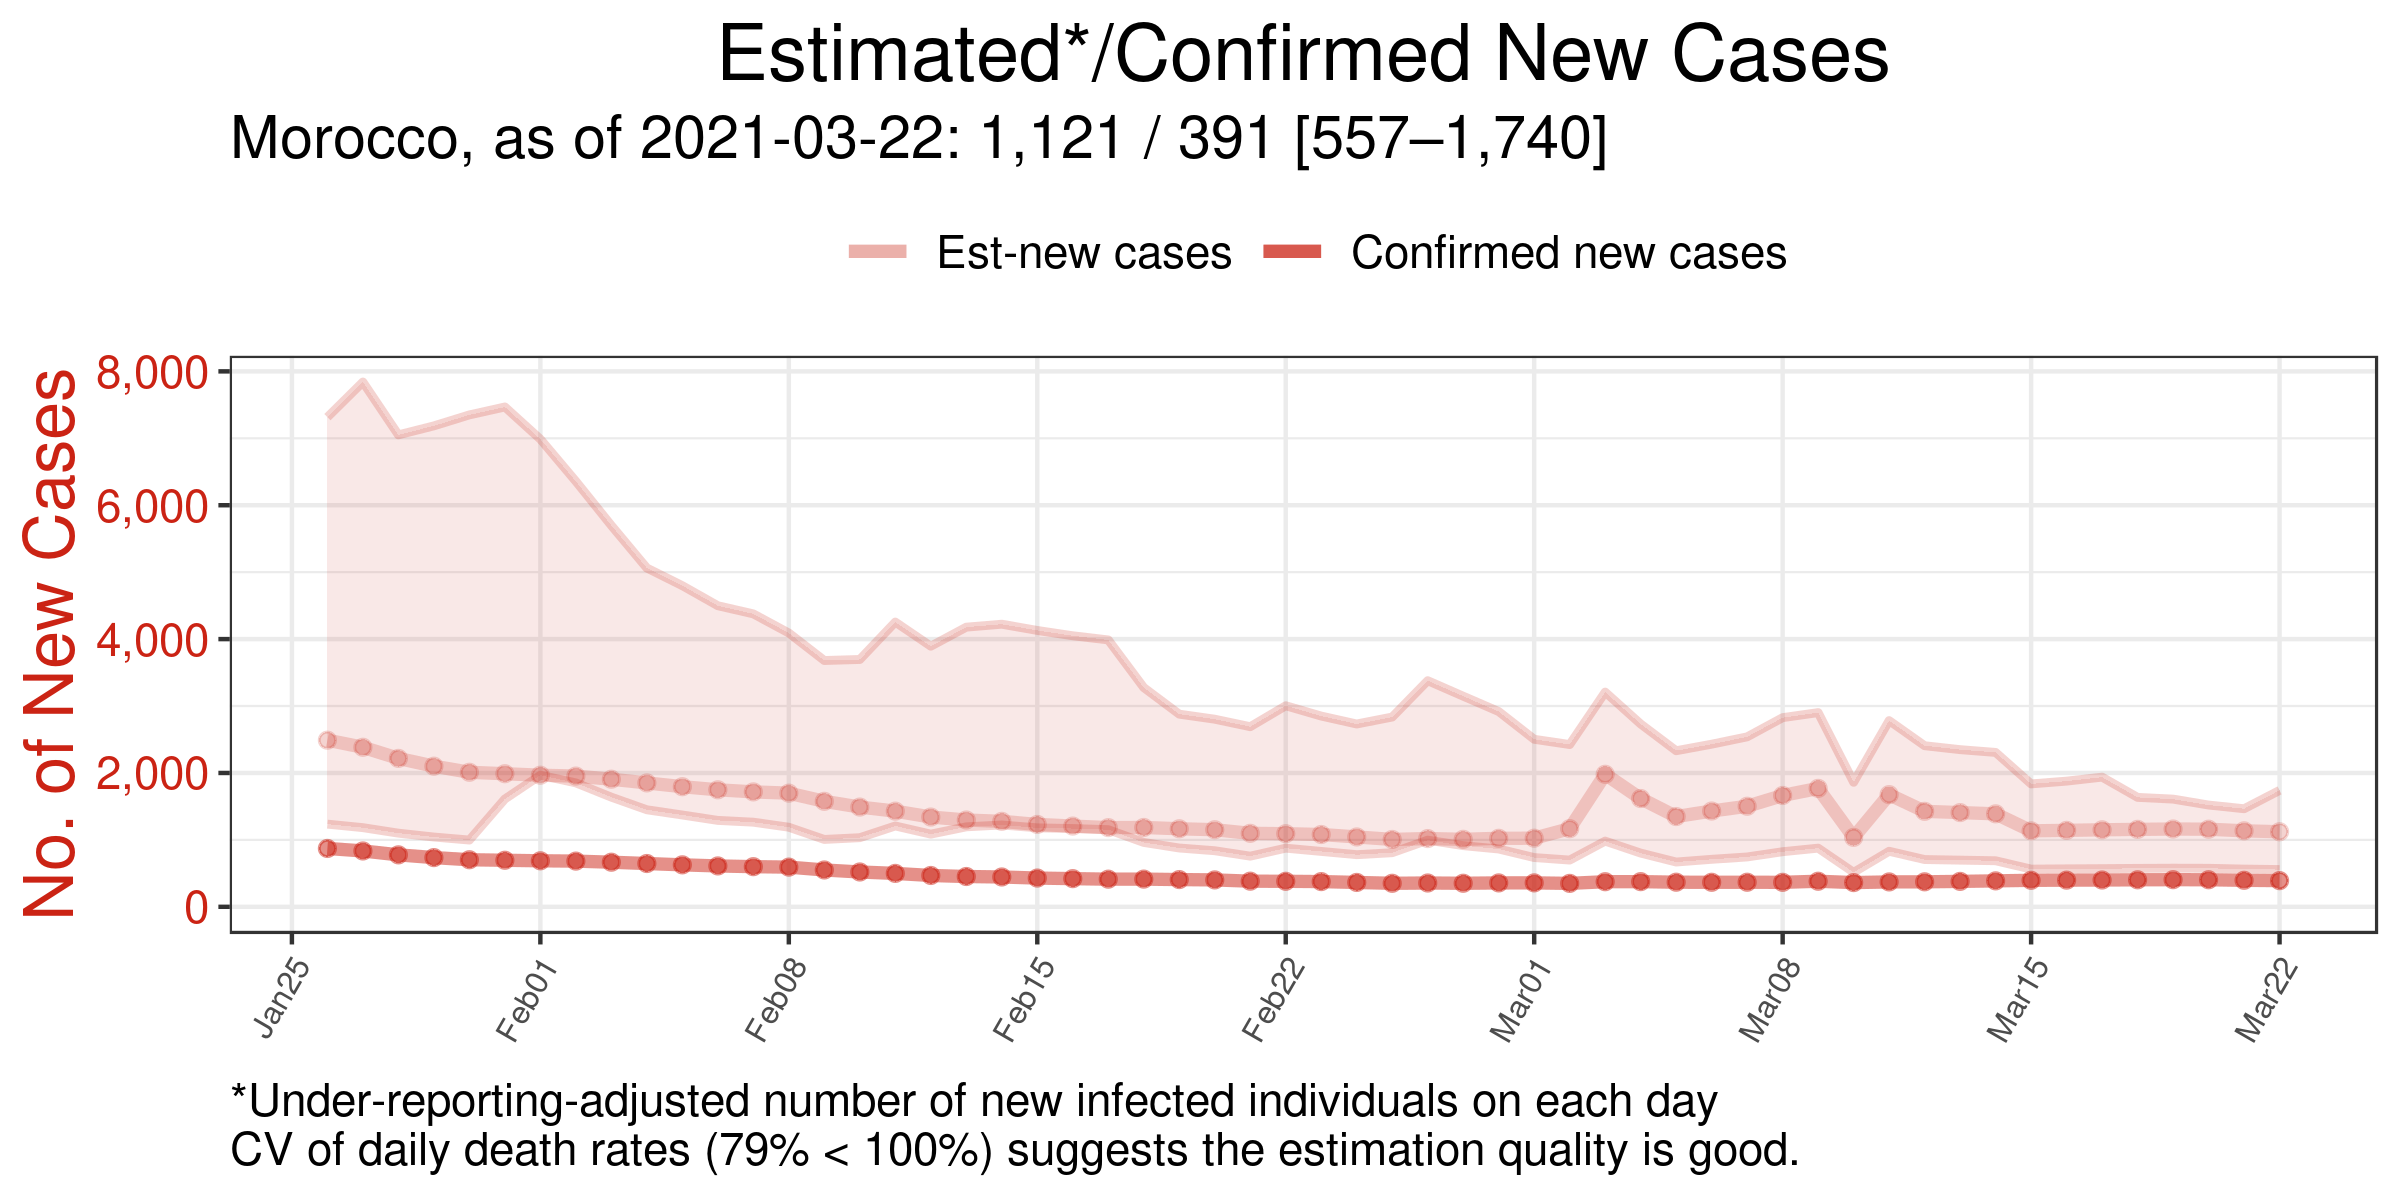 Estimated*/Confirmed New Cases
Morocco, as of 2021-03-22: 1,121 / 391 [557–1,740]
Est-new cases
Confirmed new cases
No. of New Cases
8,000
6,000
4,000
2,000
0
Jan25
Feb01
Feb08
Feb15
Feb22
Mar01
Mar08
Mar15
Mar22
*Under-reporting-adjusted number of new infected individuals on each day
CV of daily death rates (79% < 100%) suggests the estimation quality is good.